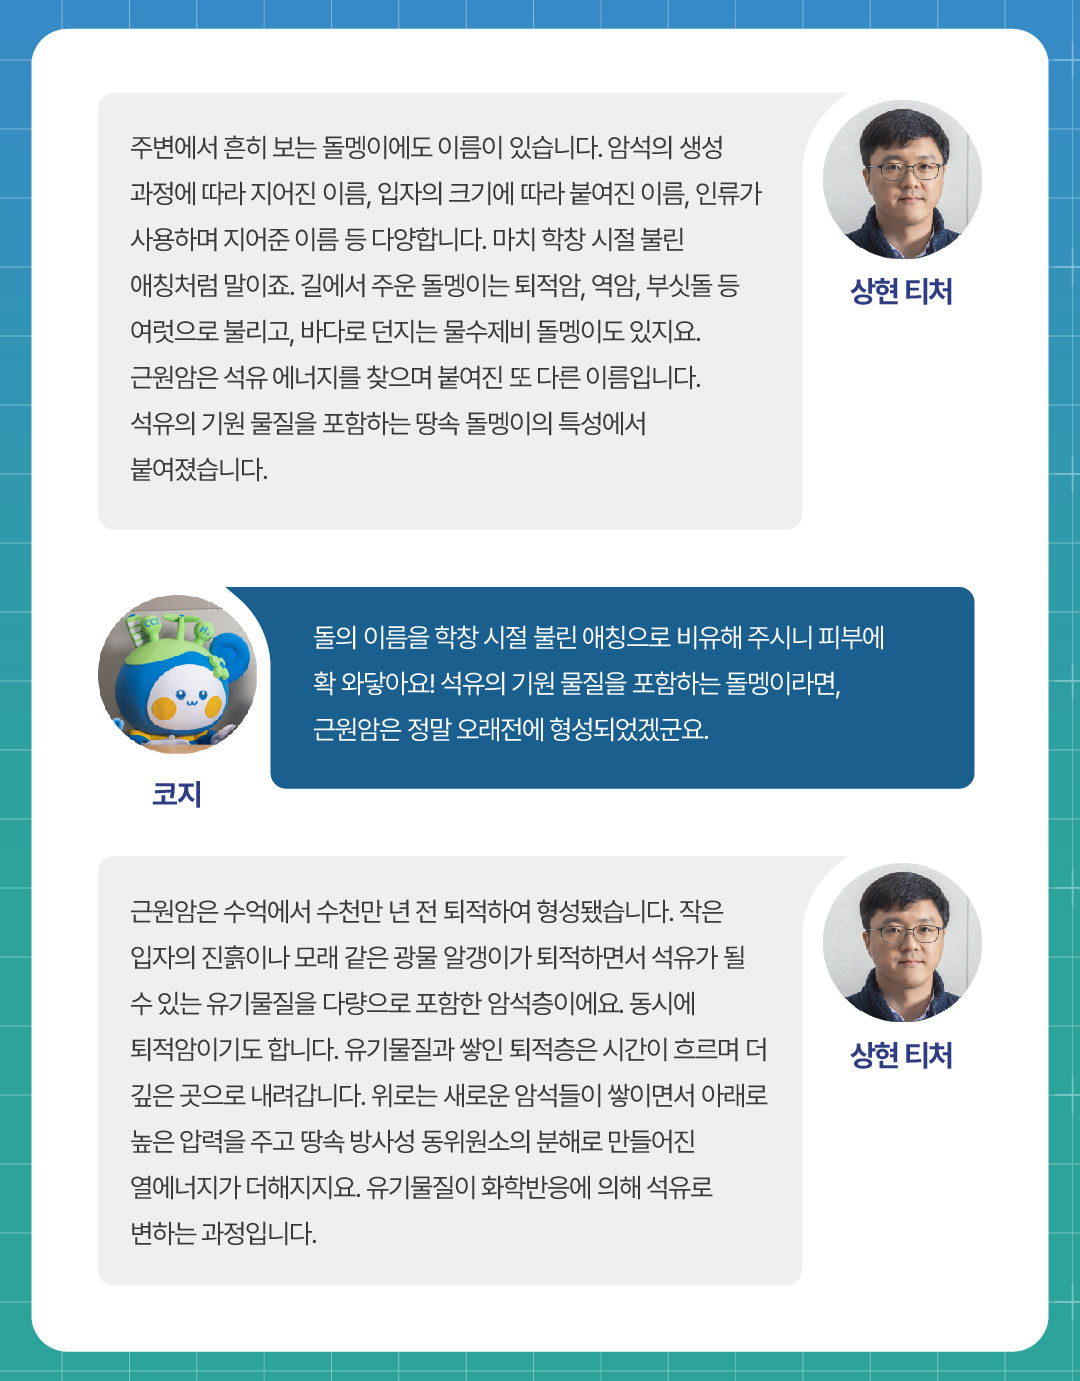 주변에서 흔히 보는 돌멩이에도 이름이 있습니다. 암석의 생성
과정에 따라 지어진 이름, 입자의 크기에 따라 붙여진 이름, 인류가
사용하며 지어준 이름 등 다양합니다. 마치 학창 시절 불린
애칭처럼 말이죠. 길에서 주운 돌멩이는 퇴적암, 역암, 부싯돌 등
여럿으로 불리고, 바다로 던지는 물수제비 돌멩이도 있지요.
근원암은 석유 에너지를 찾으며 붙여진 또 다른 이름입니다.
석유의 기원 물질을 포함하는 땅속 돌멩이의 특성에서
붙여졌습니다.
상현 티처
돌의 이름을 학창 시절 불린 애칭으로 비유해 주시니 피부에
확 와닿아요! 석유의 기원 물질을 포함하는 돌멩이라면,
근원암은 정말 오래전에 형성되었겠군요.
CCS
H₂
코지
근원암은 수억에서 수천만 년 전 퇴적하여 형성됐습니다. 작은
입자의 진흙이나 모래 같은 광물 알갱이가 퇴적하면서 석유가 될
수 있는 유기물질을 다량으로 포함한 암석층이에요. 동시에
퇴적암이기도 합니다. 유기물질과 쌓인 퇴적층은 시간이 흐르며 더
깊은 곳으로 내려갑니다. 위로는 새로운 암석들이 쌓이면서 아래로
높은 압력을 주고 땅속 방사성 동위원소의 분해로 만들어진
열에너지가 더해지지요. 유기물질이 화학반응에 의해 석유로
변하는 과정입니다.
상현 티처